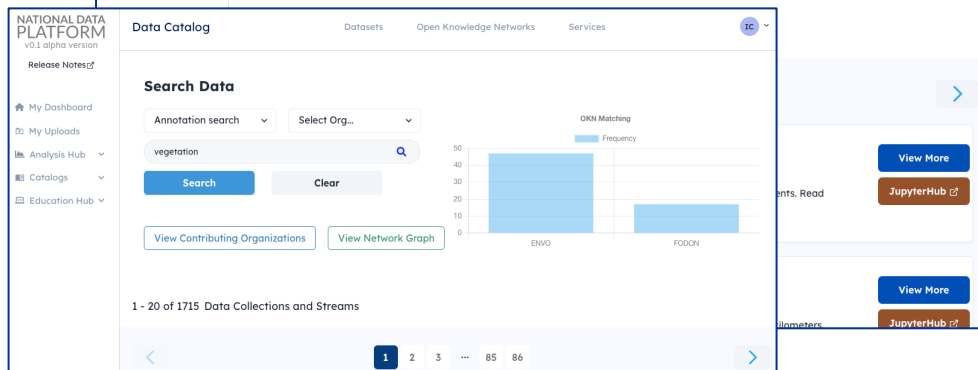 NATIONAL DATA
PLATFORM
v0.1 alpha version
Release Notes
My Dashboard
My Uploads
Analysis Hub
Catalogs
Education Hub
Data Catalog
Datasets
Open Knowledge Networks
Services
IC
Search Data
Annotation search
Select Org...
vegetation
Search
Clear
View Contributing Organizations
View Network Graph
OKN Matching
Frequency
50
40
30
20
10
0
ENVO
FODON
1 - 20 of 1715 Data Collections and Streams
1 2 3 ... 85 86
View More
ents. Read
JupyterHub
View More
ilometers
JupyterHub